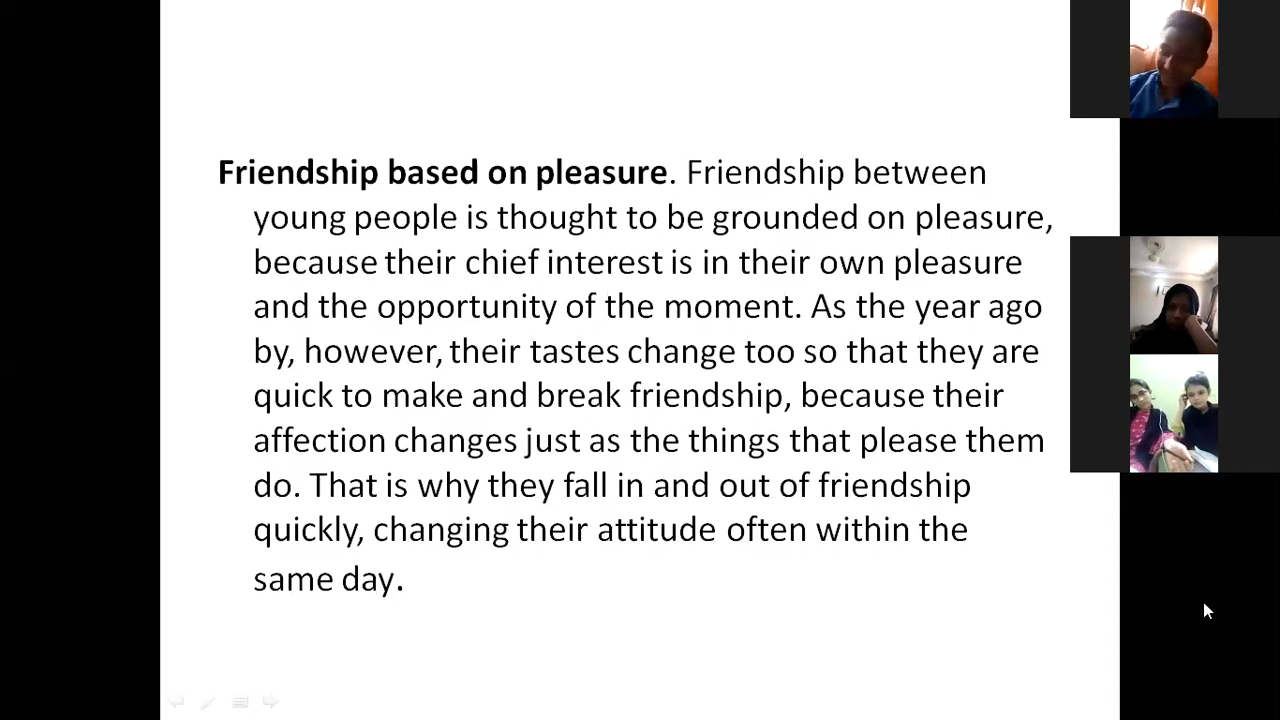 Friendship based on pleasure. Friendship between
young people is thought to be grounded on pleasure,
because their chief interest is in their own pleasure
and the opportunity of the moment. As the year ago
by, however, their tastes change too so that they are
quick to make and break friendship, because their
affection changes just as the things that please them
do. That is why they fall in and out of friendship
quickly, changing their attitude often within the
same day.